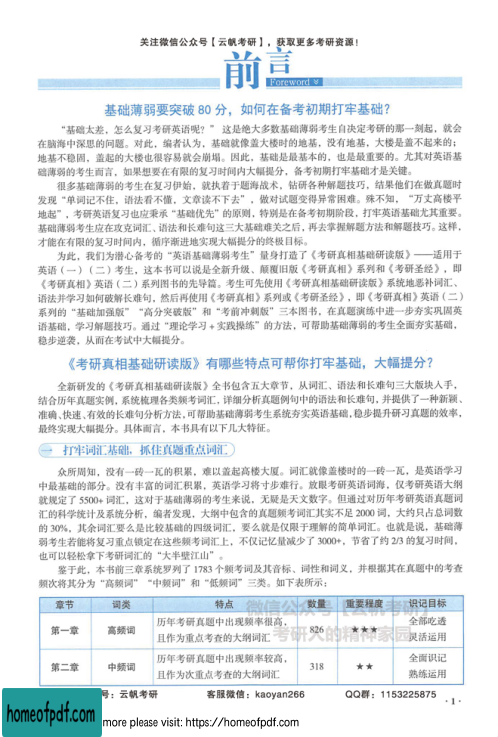 关注微信公众号【云帆考研】，获取更多考研资源！
前言
Foreword
基础薄弱要突破 80 分，如何在备考初期打牢基础？
“基础太差，怎么复习考研英语呢？” 这是绝大多数基础薄弱考生自决定考研的那一刻起，就会
在脑海中深思的问题。对此，编者认为，基础就像盖大楼时的地基，没有地基，大楼是盖不起来的；
地基不稳固，盖起的大楼也很容易就会崩塌。因此，基础是最基本的，也是最重要的。尤其对英语基
础薄弱的考生而言，如果想要在有限的复习时间内大幅提分，备考初期打牢基础才是关键。
很多基础薄弱的考生在复习伊始，就执着于题海战术，钻研各种解题技巧，结果他们在做真题时
发现“单词记不住，语法看不懂，文章读不下去”，做对试题变得异常困难。殊不知，“万丈高楼平
地起”，考研英语复习也应秉承“基础优先”的原则，特别是在备考初期阶段，打牢英语基础尤其重要。
基础薄弱考生应在攻克词汇、语法和长难句这三大基础难关之后，再去掌握解题方法和解题技巧。这样，
才能在有限的复习时间内，循序渐进地实现大幅提分的终极目标。
为此，我们为潜心备考的“英语基础薄弱考生”量身打造了《考研真相基础研读版》——适用于
英语（一）（二）考生，这本书可以说是全新升级、颠覆旧版《考研真相》系列和《考研圣经》，即
《考研真相》英语（二）系列图书的先导篇。考生可先使用《考研真相基础研读版》系统地恶补词汇、
语法并学习如何破解长难句，然后再使用《考研真相》系列或《考研圣经》，即《考研真相》英语（二）
系列的“基础加强版”“高分突破版”和“考前冲刺版”三本图书，在真题演练中进一步夯实巩固英
语基础，学习解题技巧。通过“理论学习+实践操练”的方法，可帮助基础薄弱的考生全面夯实基础，
稳步逆袭，从而在考试中大幅提分。
《考研真相基础研读版》有哪些特点可帮你打牢基础，大幅提分？
全新研发的《考研真相基础研读版》全书包含五大章节，从词汇、语法和长难句三大版块入手，
结合历年真题实例，系统梳理各类频考词汇，详细分析真题例句中的语法和长难句，并提供了一种新颖、
准确、快速、有效的长难句分析方法，可帮助基础薄弱考生系统夯实英语基础，稳步提升研习真题的效率，
最终实现大幅提分。具体而言，本书具有以下几大特征。
一 打牢词汇基础，抓住真题重点词汇
众所周知，没有一砖一瓦的积累，难以盖起高楼大厦。词汇就像盖楼时的一砖一瓦，是英语学习
中最基础的部分。没有丰富的词汇积累，英语学习将寸步难行。放眼考研英语词海，仅考研英语大纲
就规定了 5500+ 词汇，这对于基础薄弱的考生来说，无疑是天文数字。但通过对历年考研英语真题词
汇的科学统计及系统分析，编者发现，大纲中包含的真题频考词汇其实不足 2000 词，大约只占总词数
的 30%，其余词汇要么是比较基础的四级词汇，要么就是仅限于理解的简单词汇。也就是说，基础薄
弱考生若能将复习重点锁定在这些频考词汇上，不仅记忆量减少了 3000+，节省了约 2/3 的复习时间，
也可以轻松拿下考研词汇的“大半壁江山”。
鉴于此，本书前三章系统罗列了 1783 个频考词及其音标、词性和词义，并根据其在真题中的考查
频次将其分为“高频词”“中频词”和“低频词”三类。如下表所示：
章节 词类 特点 数量 重要程度 识记目标
第一章 高频词 历年考研真题中出现频率很高，且作为重点考查的大纲词汇 826 ★★★ 全部吃透 灵活运用
第二章 中频词 历年考研真题中出现频率较高，且作为次重点考查的大纲词汇 318 ★★ 全面识记 熟练运用
微信公众号【云帆考研】
考研人的精神家园
号：云帆考研 客服微信：kaoyan266 QQ群：1153225875
· 1 ·
homeofpdf.com
more please visit: https://homeofpdf.com